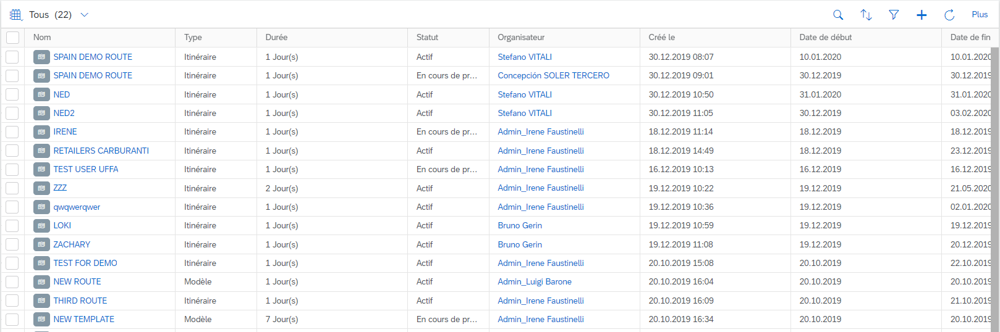 Tous (22) Plus
Nom Type Durée Statut Organisateur Créé le Date de début Date de fin
SPAIN DEMO ROUTE Itinéraire 1 Jour(s) Actif Stefano VITALI 30.12.2019 08:07 10.01.2020 10.01.2020
SPAIN DEMO ROUTE Itinéraire 1 Jour(s) En cours de pr... Concepción SOLER TERCERO 30.12.2019 09:01 30.12.2019 30.12.2019
NED Itinéraire 1 Jour(s) Actif Stefano VITALI 30.12.2019 10:50 31.01.2020 31.01.2020
NED2 Itinéraire 1 Jour(s) Actif Stefano VITALI 30.12.2019 11:05 30.12.2019 03.02.2020
IRENE Itinéraire 1 Jour(s) En cours de pr... Admin_Irene Faustinelli 18.12.2019 11:14 18.12.2019 18.12.2019
RETAILERS CARBURANTI Itinéraire 1 Jour(s) Actif Admin_Irene Faustinelli 18.12.2019 14:49 18.12.2019 23.12.2019
TEST USER UFFA Itinéraire 1 Jour(s) En cours de pr... Admin_Irene Faustinelli 16.12.2019 10:13 16.12.2019 16.12.2019
ZZZ Itinéraire 2 Jour(s) Actif Admin_Irene Faustinelli 19.12.2019 10:22 19.12.2019 21.05.2020
qwqwerqwer Itinéraire 1 Jour(s) Actif Admin_Irene Faustinelli 19.12.2019 10:36 19.12.2019 02.01.2020
LOKI Itinéraire 1 Jour(s) Actif Bruno Gerin 19.12.2019 10:59 19.12.2019 19.12.2019
ZACHARY Itinéraire 1 Jour(s) Actif Bruno Gerin 19.12.2019 11:08 19.12.2019 20.12.2019
TEST FOR DEMO Itinéraire 1 Jour(s) Actif Admin_Irene Faustinelli 20.10.2019 15:08 20.10.2019 22.10.2019
NEW ROUTE Modèle 1 Jour(s) Actif Admin_Luigi Barone 20.10.2019 16:04 20.10.2019 20.10.2019
THIRD ROUTE Itinéraire 1 Jour(s) Actif Admin_Irene Faustinelli 20.10.2019 16:09 20.10.2019 21.10.2019
NEW TEMPLATE Modèle 7 Jour(s) En cours de pr... Admin_Irene Faustinelli 20.10.2019 16:34 20.10.2019 20.10.2019